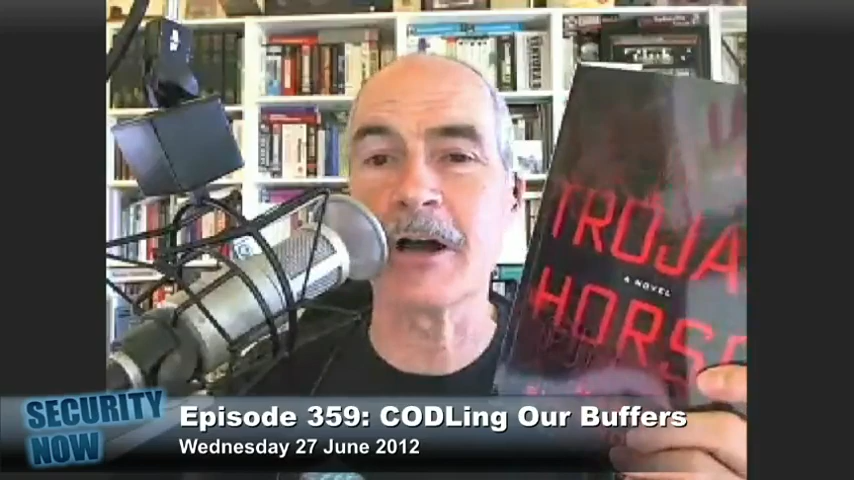 TROJA
A NOVEL
HORS
SECURITY
NOW
Episode 359: CODLing Our Buffers
Wednesday 27 June 2012